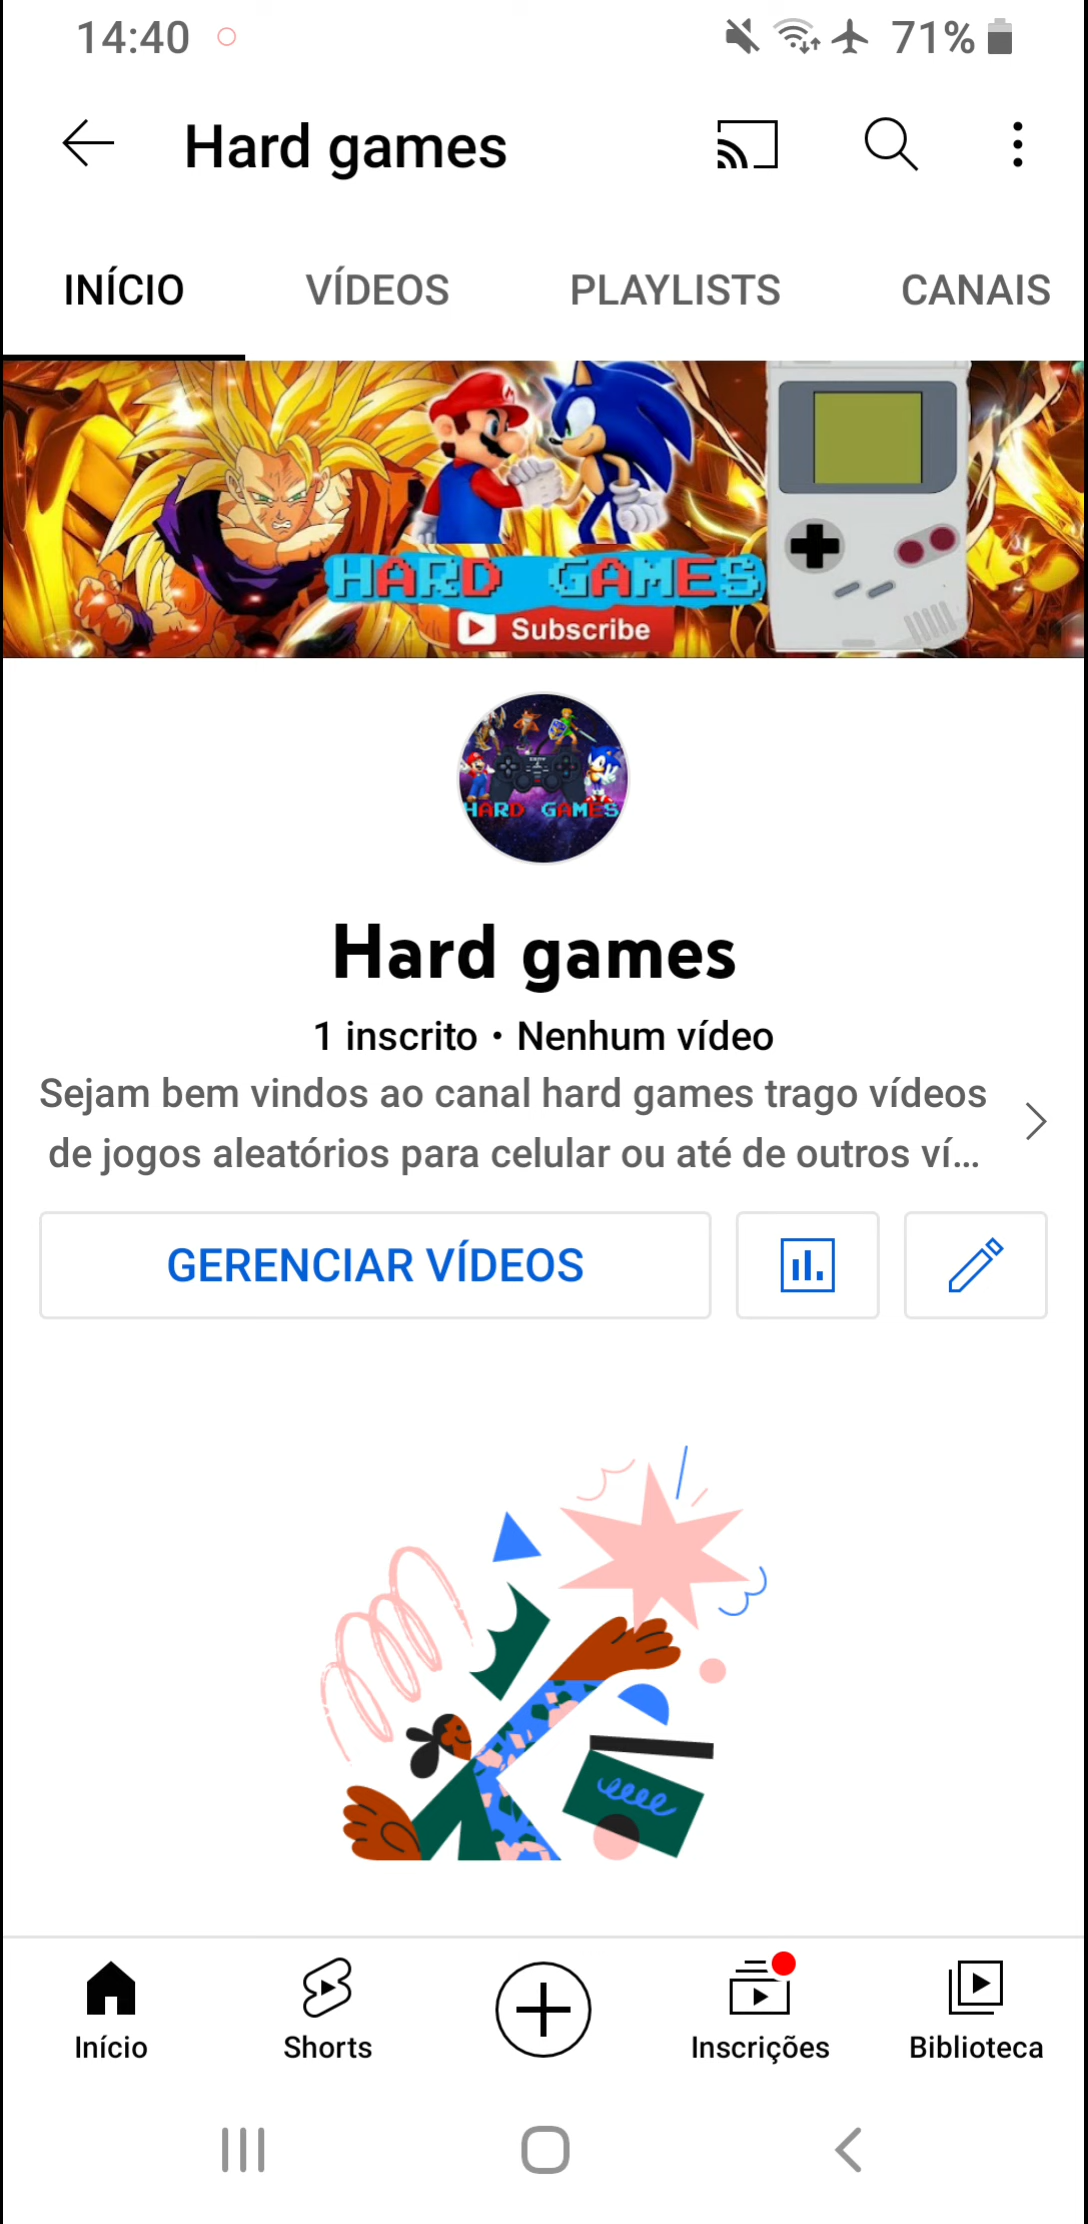 14:40
71%
Hard games
INÍCIO VÍDEOS PLAYLISTS CANAIS
HARD GAMES
Subscribe
HARD GAMES
Hard games
1 inscrito • Nenhum vídeo
Sejam bem vindos ao canal hard games trago vídeos
de jogos aleatórios para celular ou até de outros ví...
GERENCIAR VÍDEOS
Início Shorts Inscrições Biblioteca